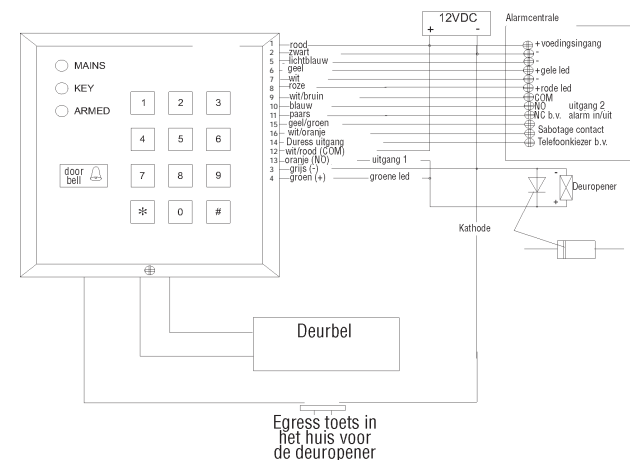 12VDC
+ -
Alarmcentrale
MAINS
KEY
ARMED
1 2 3
4 5 6
7 8 9
* 0 #
door
bell
1 rood + voedingsingang
2 zwart -
5 lichtblauw -
6 geel +gele led
7 wit -
8 roze +rode led
9 wit/bruin COM
10 blauw NO uitgang 2
11 paars NC b.v. alarm in/uit
15 geel/groen
16 wit/oranje Sabotage contact
14 Duress uitgang Telefoonkiezer b.v.
12 wit/rood (COM)
13 oranje (NO) uitgang 1
3 grijs (-)
4 groen (+) groene led
-
Deuropener
+
Kathode
Deurbel
Egress toets in
het huis voor
de deuropener